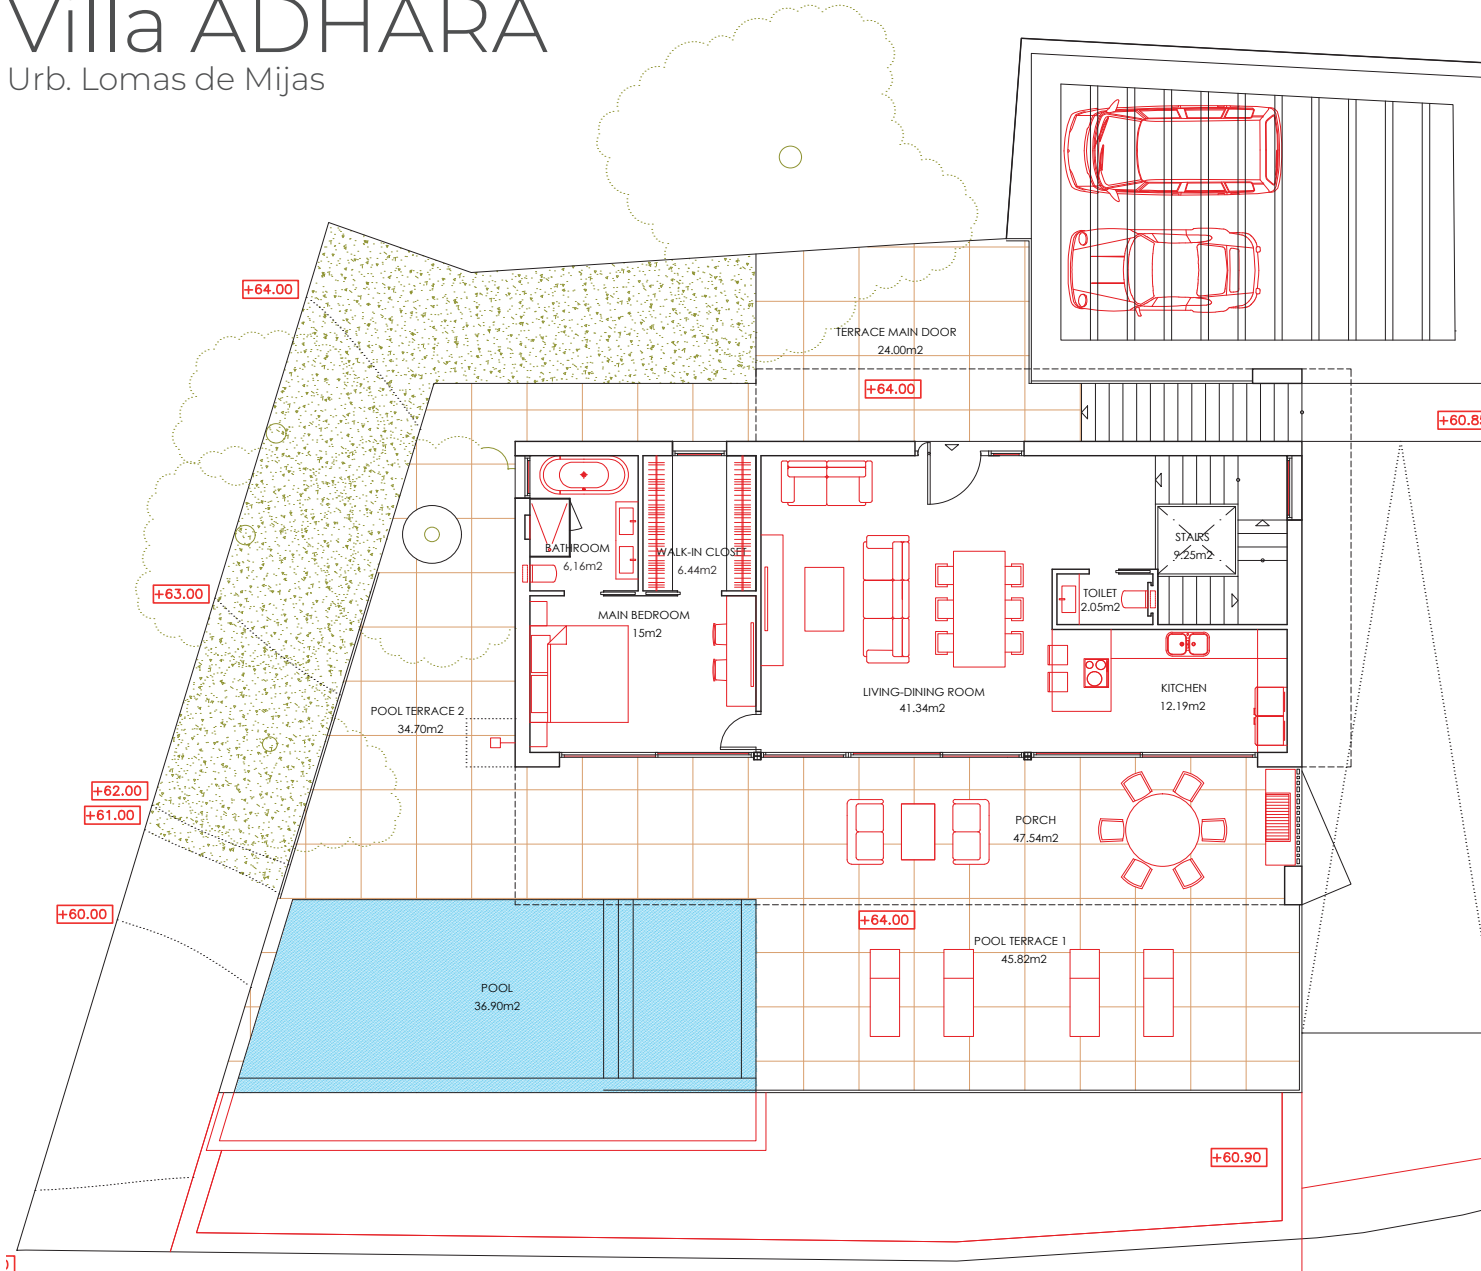 Villa ADHARA
Urb. Lomas de Mijas
+64.00
TERRACE MAIN DOOR
24.00m2
+64.00
+60.85
STAIRS
9.25m2
BATHROOM
6,16m2
WALK-IN CLOSET
6.44m2
+63.00
TOILET
2.05m2
MAIN BEDROOM
15m2
LIVING-DINING ROOM
41.34m2
KITCHEN
12.19m2
POOL TERRACE 2
34.70m2
+62.00
+61.00
PORCH
47.54m2
+60.00
+64.00
POOL TERRACE 1
45.82m2
POOL
36.90m2
+60.90